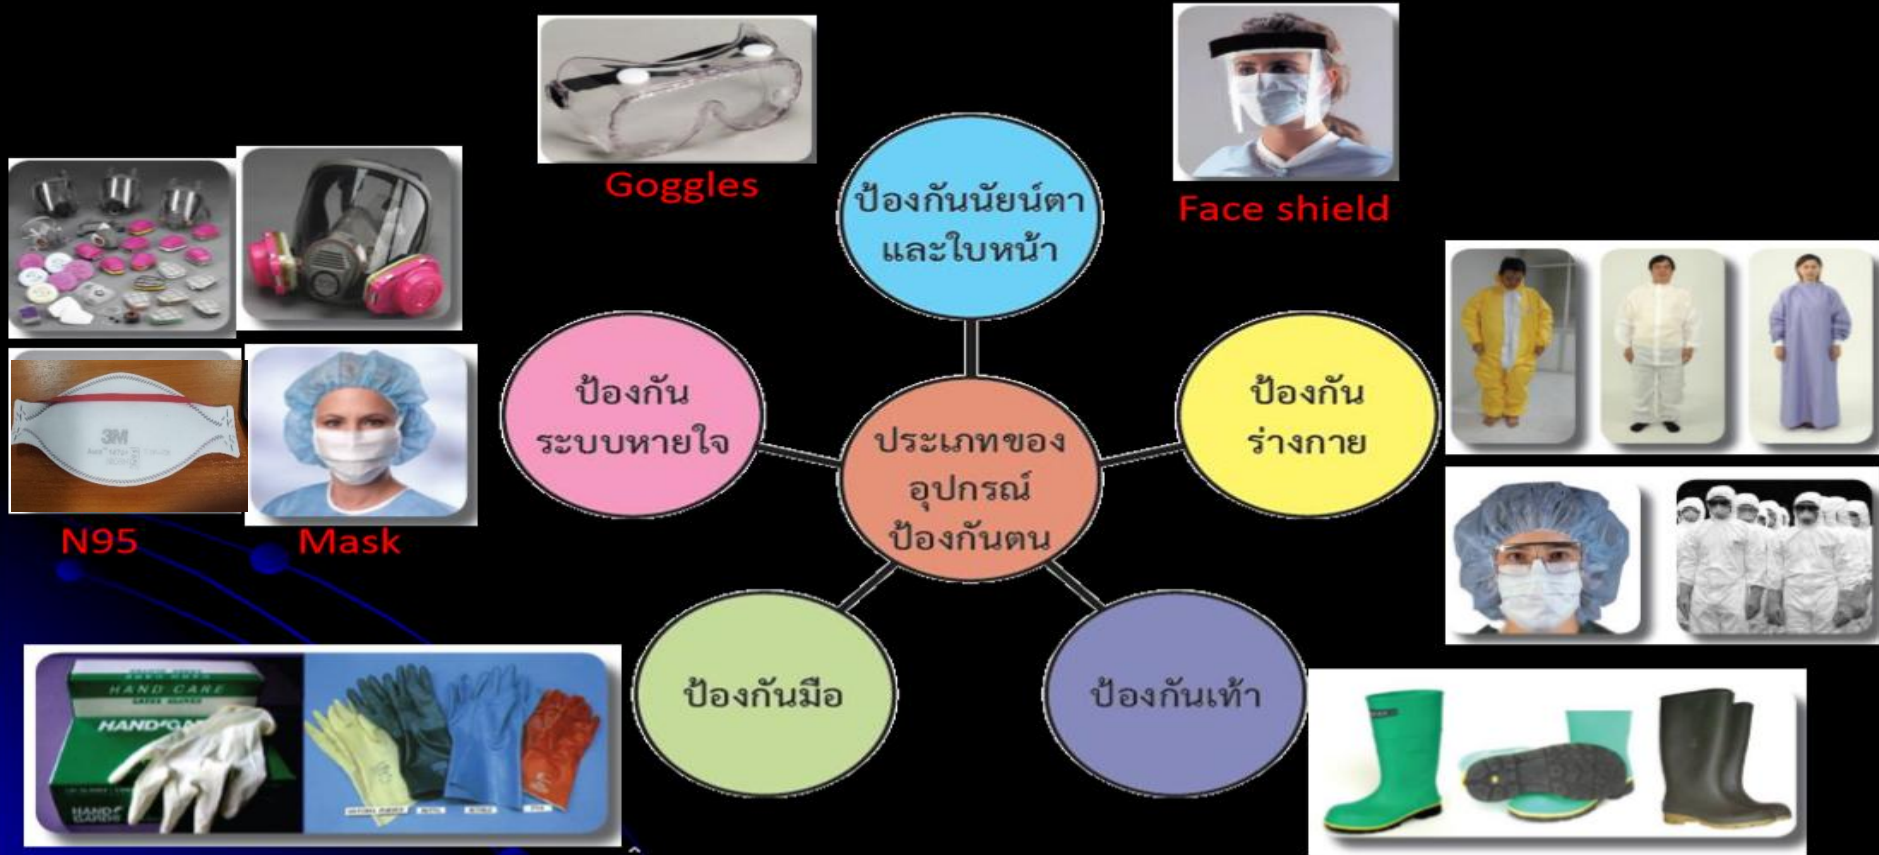 Goggles
Face shield
ป้องกันนัยน์ตา
และใบหน้า
ป้องกัน
ระบบหายใจ
ป้องกัน
ร่างกาย
ประเภทของ
อุปกรณ์
ป้องกันตน
3M
N95
Mask
ป้องกันมือ
ป้องกันเท้า
HAND CARE
HAND